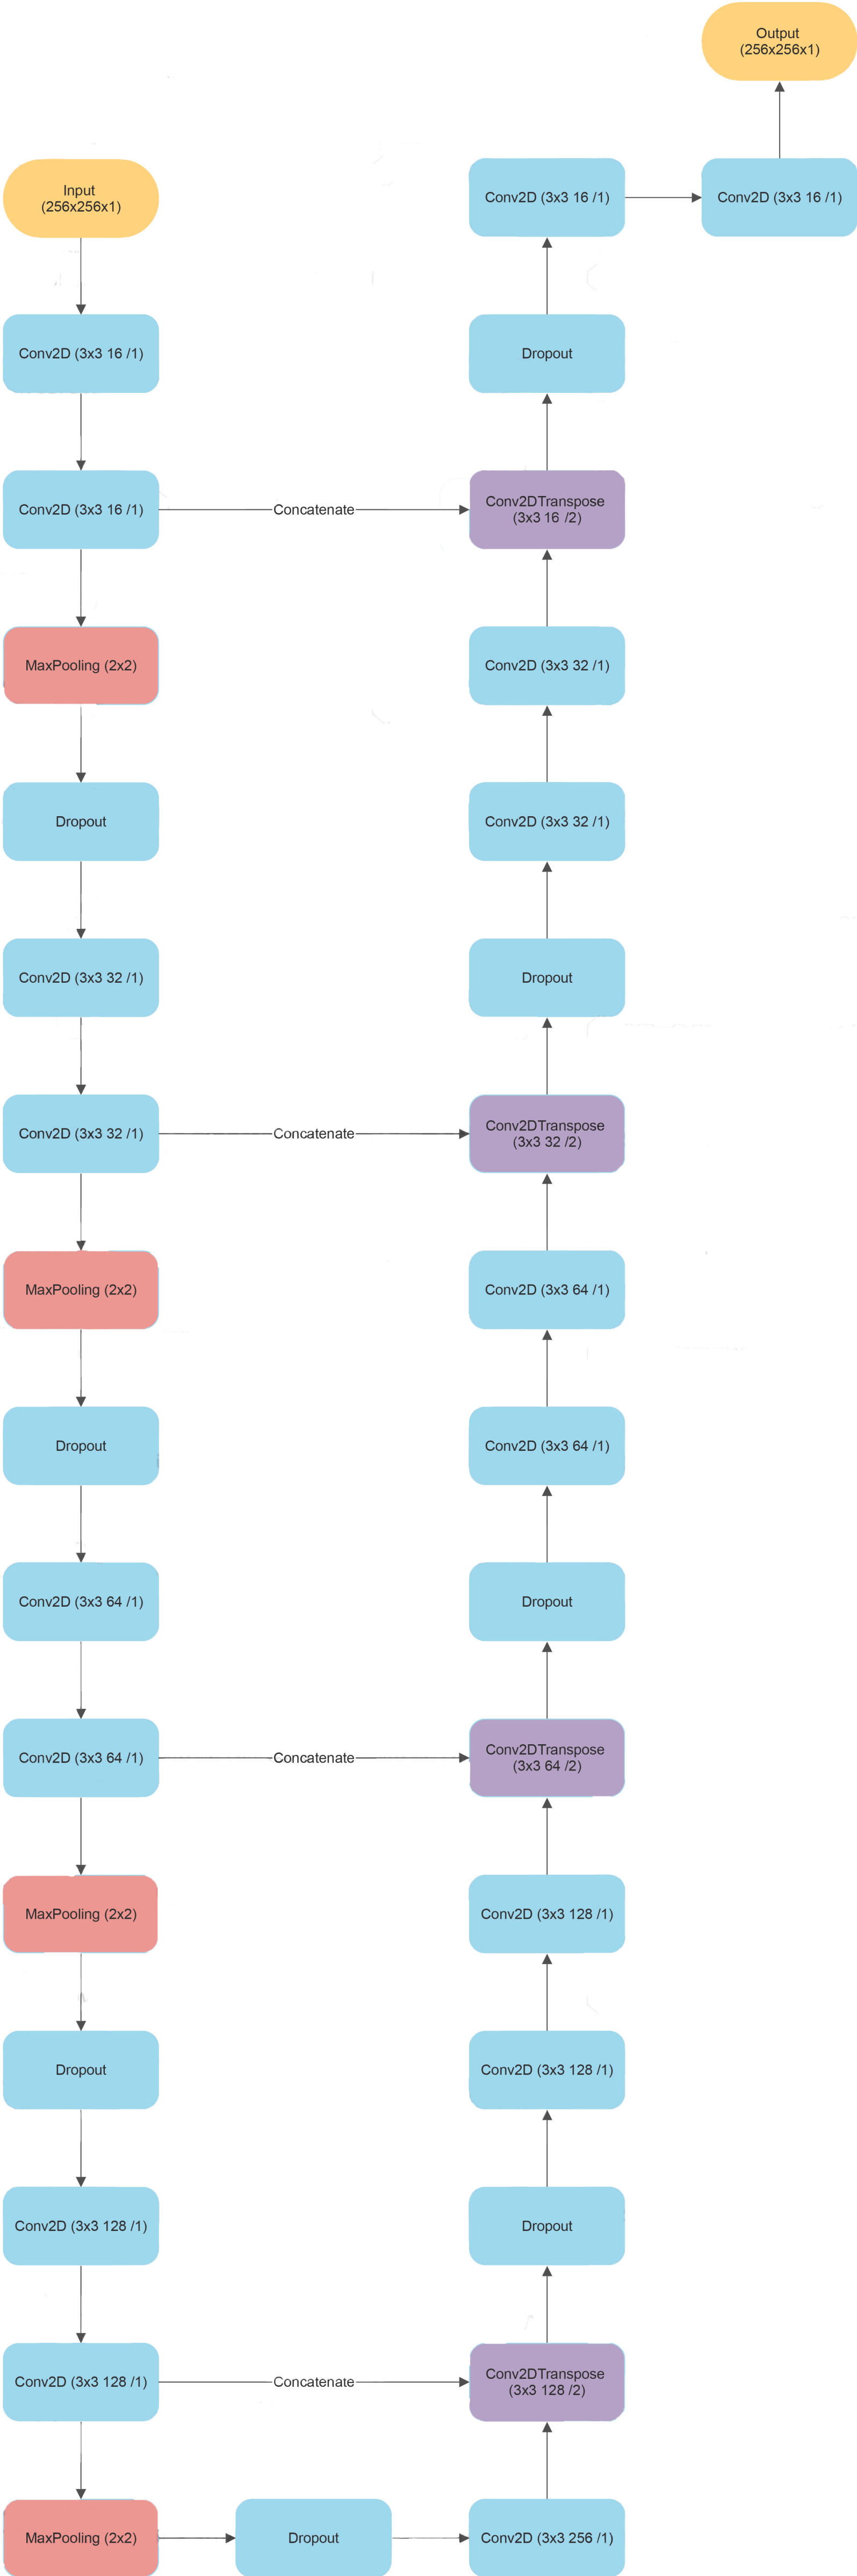 Output
(256x256x1)
Input
(256x256x1)
Conv2D (3x3 16 /1)
Conv2D (3x3 16 /1)
Conv2D (3x3 16 /1)
Dropout
Conv2D (3x3 16 /1)
Concatenate
Conv2DTranspose
(3x3 16 /2)
MaxPooling (2x2)
Conv2D (3x3 32 /1)
Dropout
Conv2D (3x3 32 /1)
Conv2D (3x3 32 /1)
Dropout
Conv2D (3x3 32 /1)
Concatenate
Conv2DTranspose
(3x3 32 /2)
MaxPooling (2x2)
Conv2D (3x3 64 /1)
Dropout
Conv2D (3x3 64 /1)
Conv2D (3x3 64 /1)
Dropout
Conv2D (3x3 64 /1)
Concatenate
Conv2DTranspose
(3x3 64 /2)
MaxPooling (2x2)
Conv2D (3x3 128 /1)
Dropout
Conv2D (3x3 128 /1)
Conv2D (3x3 128 /1)
Dropout
Conv2D (3x3 128 /1)
Concatenate
Conv2DTranspose
(3x3 128 /2)
MaxPooling (2x2)
Dropout
Conv2D (3x3 256 /1)